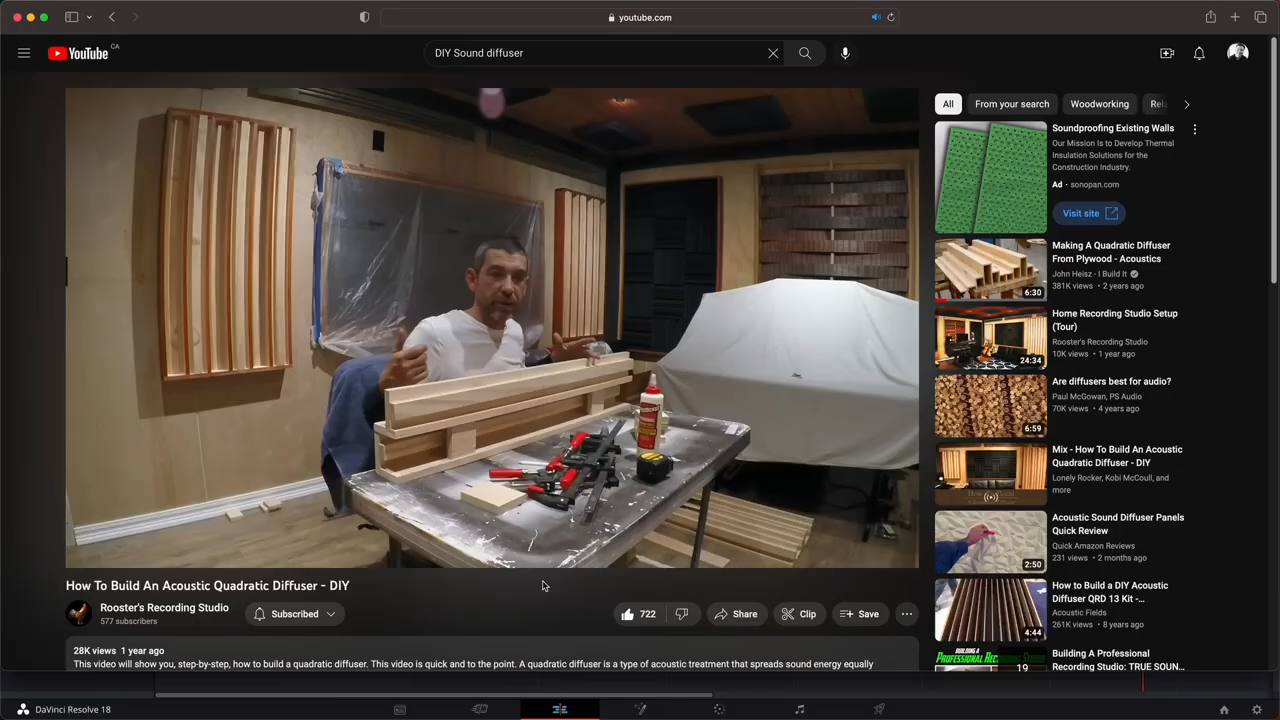 youtube.com
YouTube CA
DIY Sound diffuser
All
From your search
Woodworking
Soundproofing Existing Walls
Our Mission Is to Develop Thermal
Insulation Solutions for the
Construction Industry.
Ad · sonopan.com
Visit site
Making A Quadratic Diffuser
From Plywood - Acoustics
John Heisz - I Build It
381K views · 2 years ago
6:30
Home Recording Studio Setup
(Tour)
Rooster's Recording Studio
10K views · 1 year ago
24:34
Are diffusers best for audio?
Paul McGowan, PS Audio
70K views · 4 years ago
6:59
Mix - How To Build An Acoustic
Quadratic Diffuser - DIY
Lonely Rocker, Kobi McCoull, and
more
Acoustic Sound Diffuser Panels
Quick Review
Quick Amazon Reviews
231 views · 2 months ago
2:50
How to Build a DIY Acoustic
Diffuser QRD 13 Kit -...
Acoustic Fields
261K views · 8 years ago
4:44
Building A Professional
Recording Studio: TRUE SOUN...
BUILDING A
PROFESSIONAL
19
How To Build An Acoustic Quadratic Diffuser - DIY
Rooster's Recording Studio
577 subscribers
Subscribed
722
Share
Clip
Save
28K views 1 year ago
This video will show you, step-by-step, how to build a quadratic diffuser. This video is quick and to the point. A quadratic diffuser is a type of acoustic treatment that spreads sound energy equally
DaVinci Resolve 18